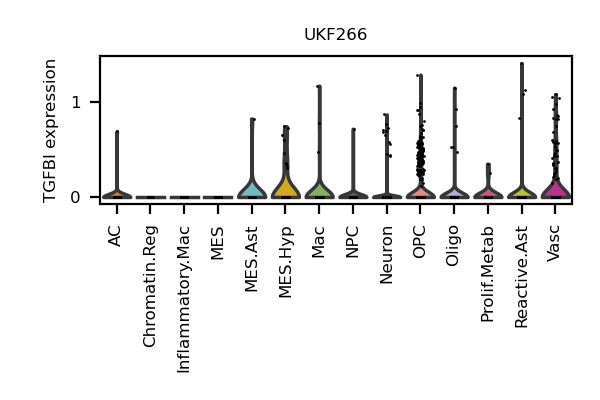 UKF266
TGFBI expression
1
0
AC
Chromatin.Reg
Inflammatory.Mac
MES
MES.Ast
MES.Hyp
Mac
NPC
Neuron
OPC
Oligo
Prolif.Metab
Reactive.Ast
Vasc